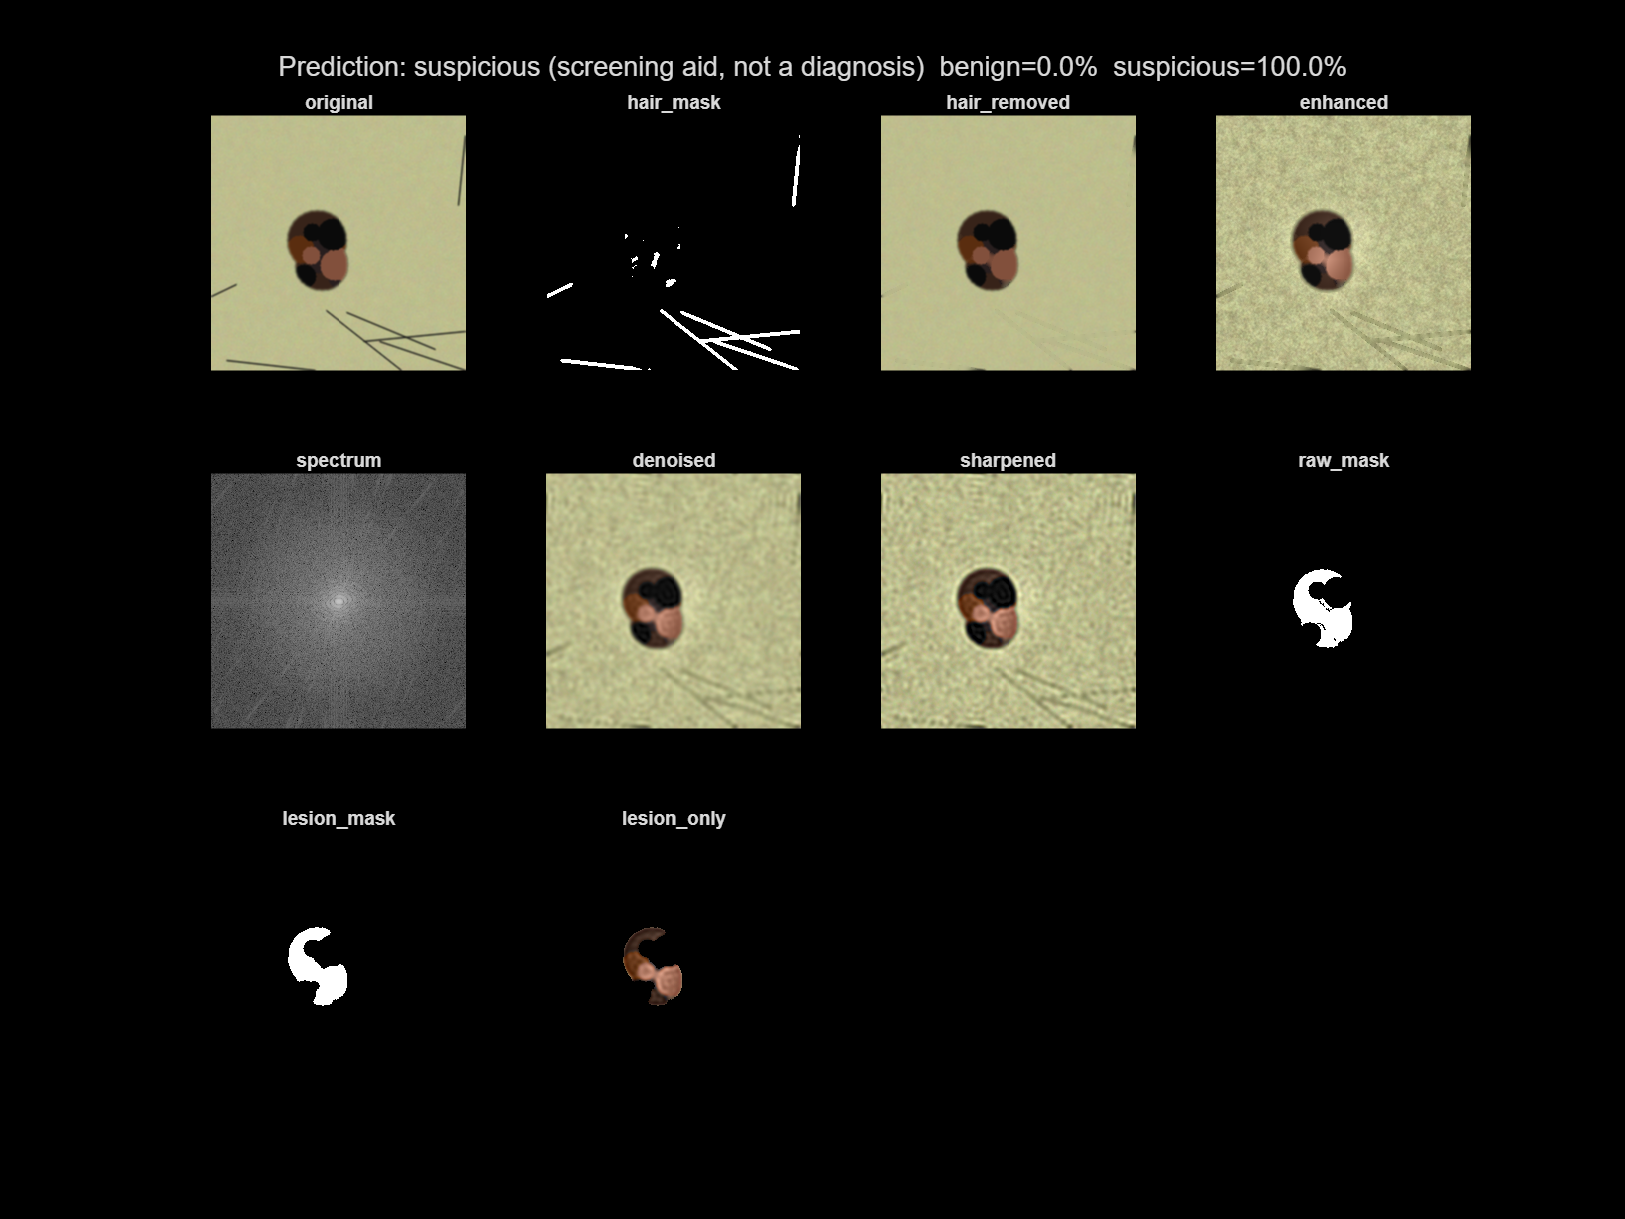 Prediction: suspicious (screening aid, not a diagnosis)  benign=0.0%  suspicious=100.0%
original
hair_mask
hair_removed
enhanced
spectrum
denoised
sharpened
raw_mask
lesion_mask
lesion_only